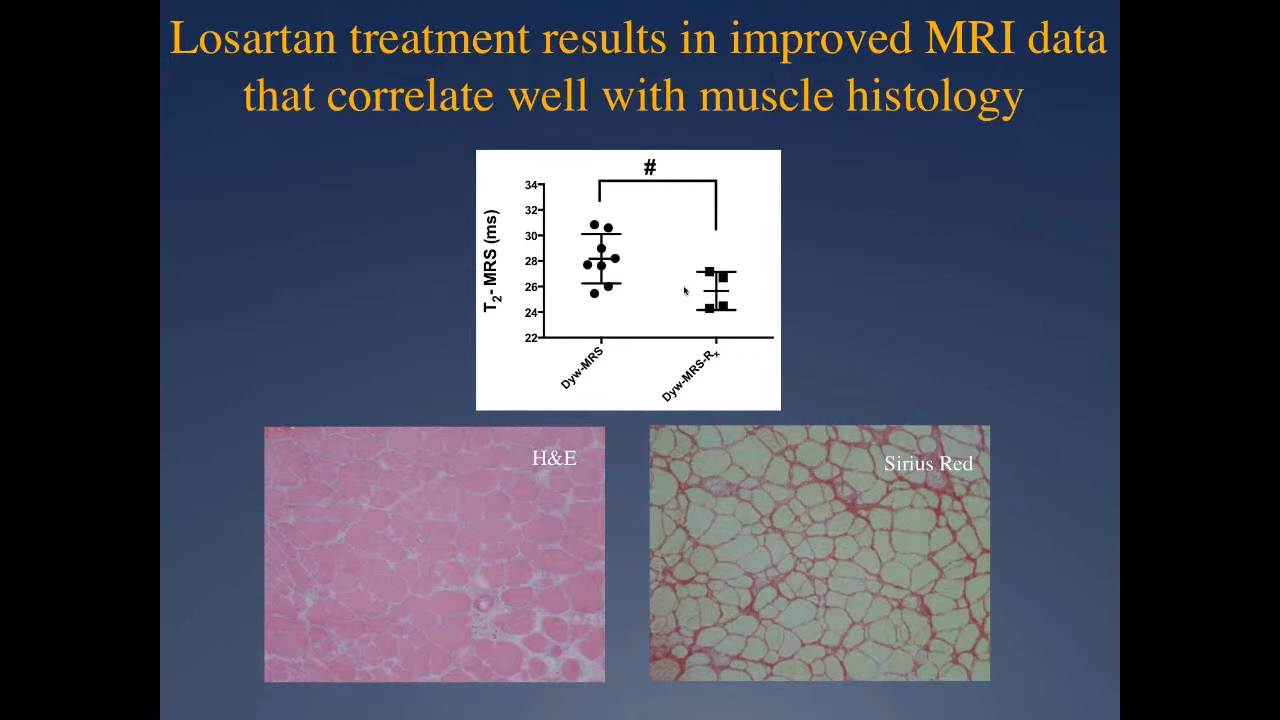 Losartan treatment results in improved MRI data
that correlate well with muscle histology
#
34
32
30
28
26
24
22
T2- MRS (ms)
Dyw-MRS
Dyw-MRS-Rx
H&E
Sirius Red